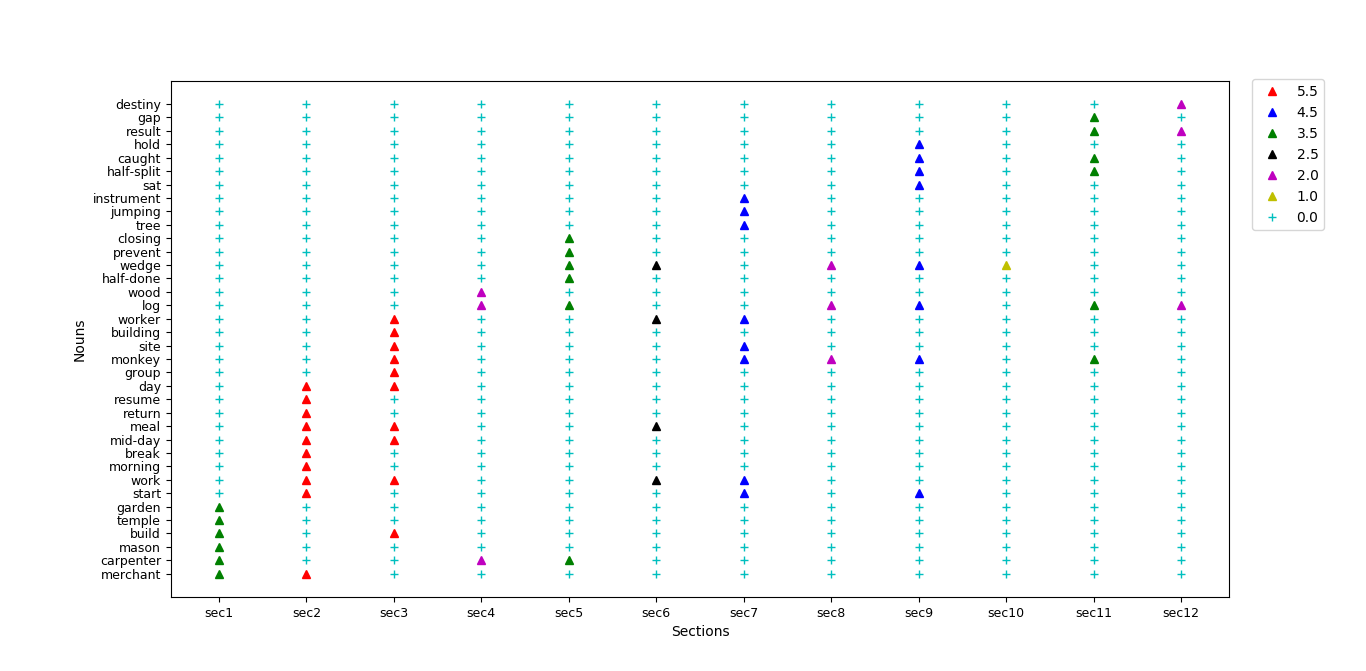 destiny
gap
result
hold
caught
half-split
sat
instrument
jumping
tree
closing
prevent
wedge
half-done
wood
log
worker
building
site
monkey
group
day
resume
return
meal
mid-day
break
morning
work
start
garden
temple
build
mason
carpenter
merchant
Nouns
sec1 sec2 sec3 sec4 sec5 sec6 sec7 sec8 sec9 sec10 sec11 sec12
Sections
5.5
4.5
3.5
2.5
2.0
1.0
0.0